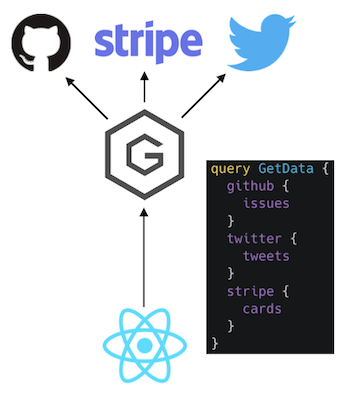 stripe
query GetData {
  github {
    issues
  }
  twitter {
    tweets
  }
  stripe {
    cards
  }
}